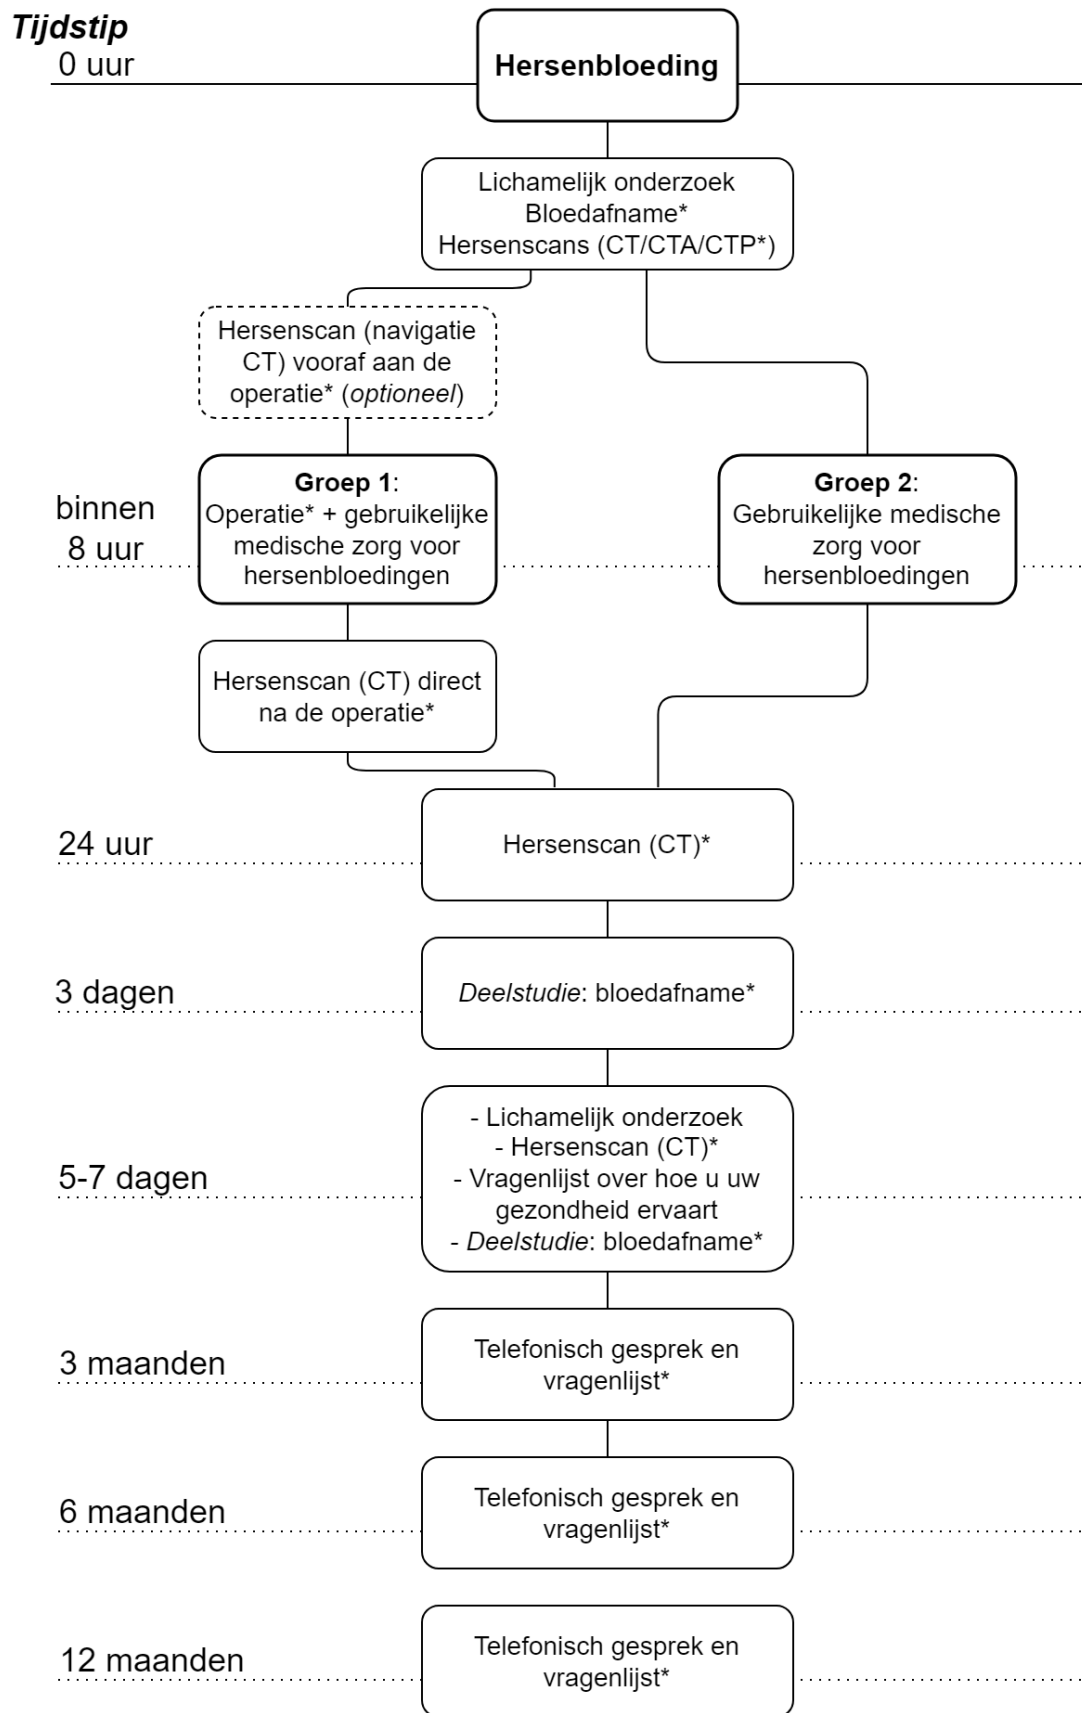 Tijdstip
0 uur
Hersenbloeding
Lichamelijk onderzoek
Bloedafname*
Hersenscans (CT/CTA/CTP*)
Hersenscan (navigatie
CT) vooraf aan de
operatie* (optioneel)
binnen
8 uur
Groep 1:
Operatie* + gebruikelijke
medische zorg voor
hersenbloedingen
Groep 2:
Gebruikelijke medische
zorg voor
hersenbloedingen
Hersenscan (CT) direct
na de operatie*
24 uur
Hersenscan (CT)*
3 dagen
Deelstudie: bloedafname*
5-7 dagen
- Lichamelijk onderzoek
- Hersenscan (CT)*
- Vragenlijst over hoe u uw
gezondheid ervaart
- Deelstudie: bloedafname*
3 maanden
Telefonisch gesprek en
vragenlijst*
6 maanden
Telefonisch gesprek en
vragenlijst*
12 maanden
Telefonisch gesprek en
vragenlijst*